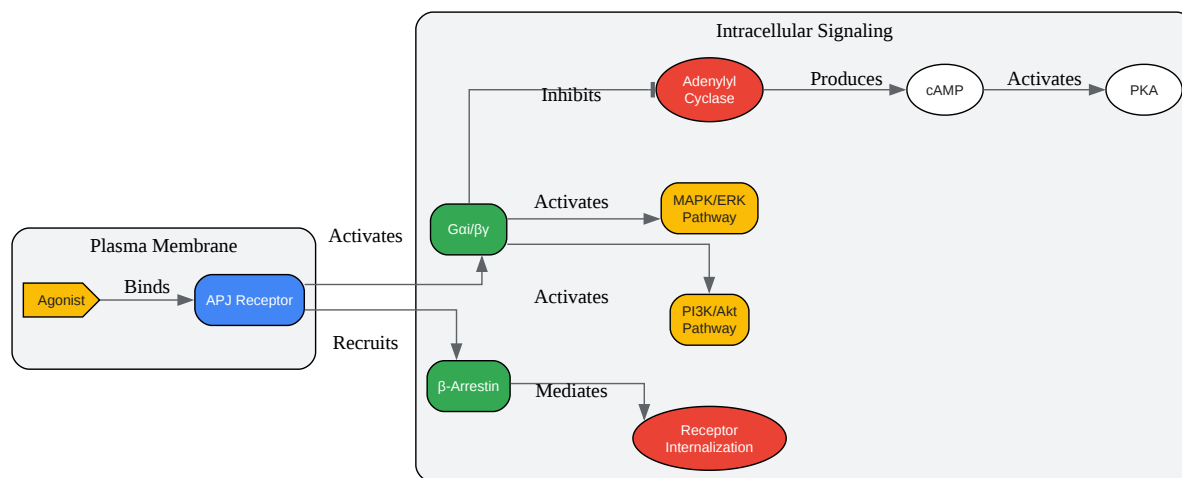 Intracellular Signaling
Adenylyl
Cyclase
Inhibits
Produces
cAMP
Activates
PKA
Activates
MAPK/ERK
Pathway
Gαi/βγ
Activates
Plasma Membrane
Agonist
Binds
APJ Receptor
Activates
PI3K/Akt
Pathway
Recruits
β-Arrestin
Mediates
Receptor
Internalization